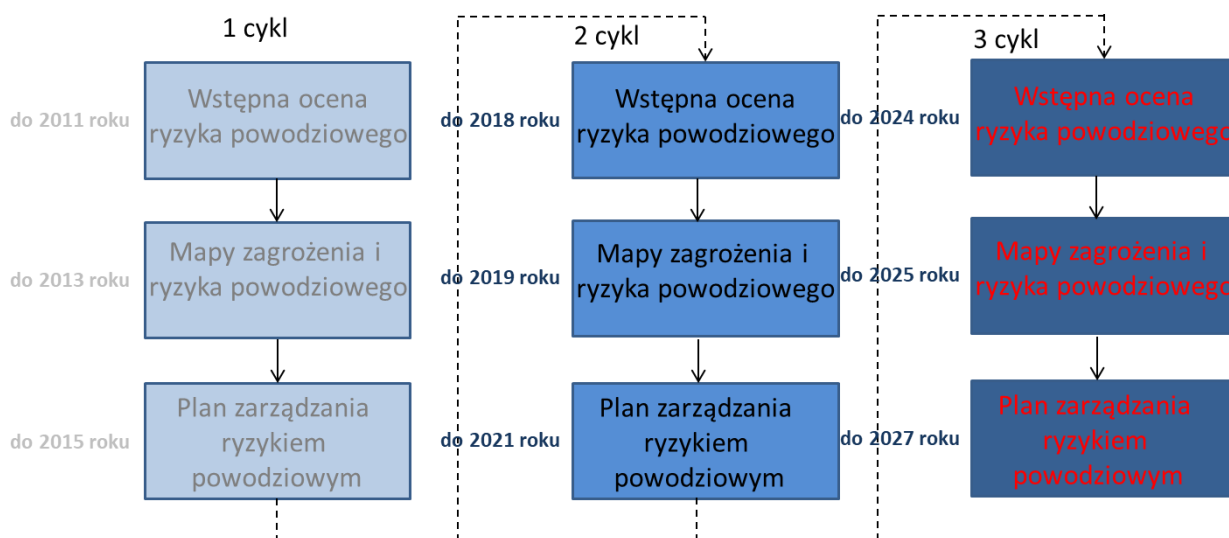 1 cykl
do 2011 roku
Wstępna ocena
ryzyka powodziowego
do 2013 roku
Mapy zagrożenia i
ryzyka powodziowego
do 2015 roku
Plan zarządzania
ryzykiem
powodziowym
2 cykl
do 2018 roku
Wstępna ocena
ryzyka powodziowego
do 2019 roku
Mapy zagrożenia i
ryzyka powodziowego
do 2021 roku
Plan zarządzania
ryzykiem
powodziowym
3 cykl
do 2024 roku
Wstępna ocena
ryzyka powodziowego
do 2025 roku
Mapy zagrożenia i
ryzyka powodziowego
do 2027 roku
Plan zarządzania
ryzykiem
powodziowym